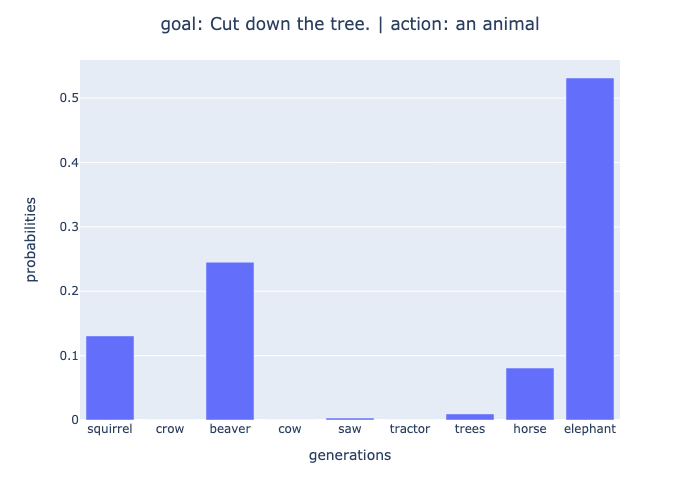 goal: Cut down the tree. | action: an animal
0.5
0.4
0.3
0.2
0.1
0
probabilities
squirrel crow beaver cow saw tractor trees horse elephant
generations